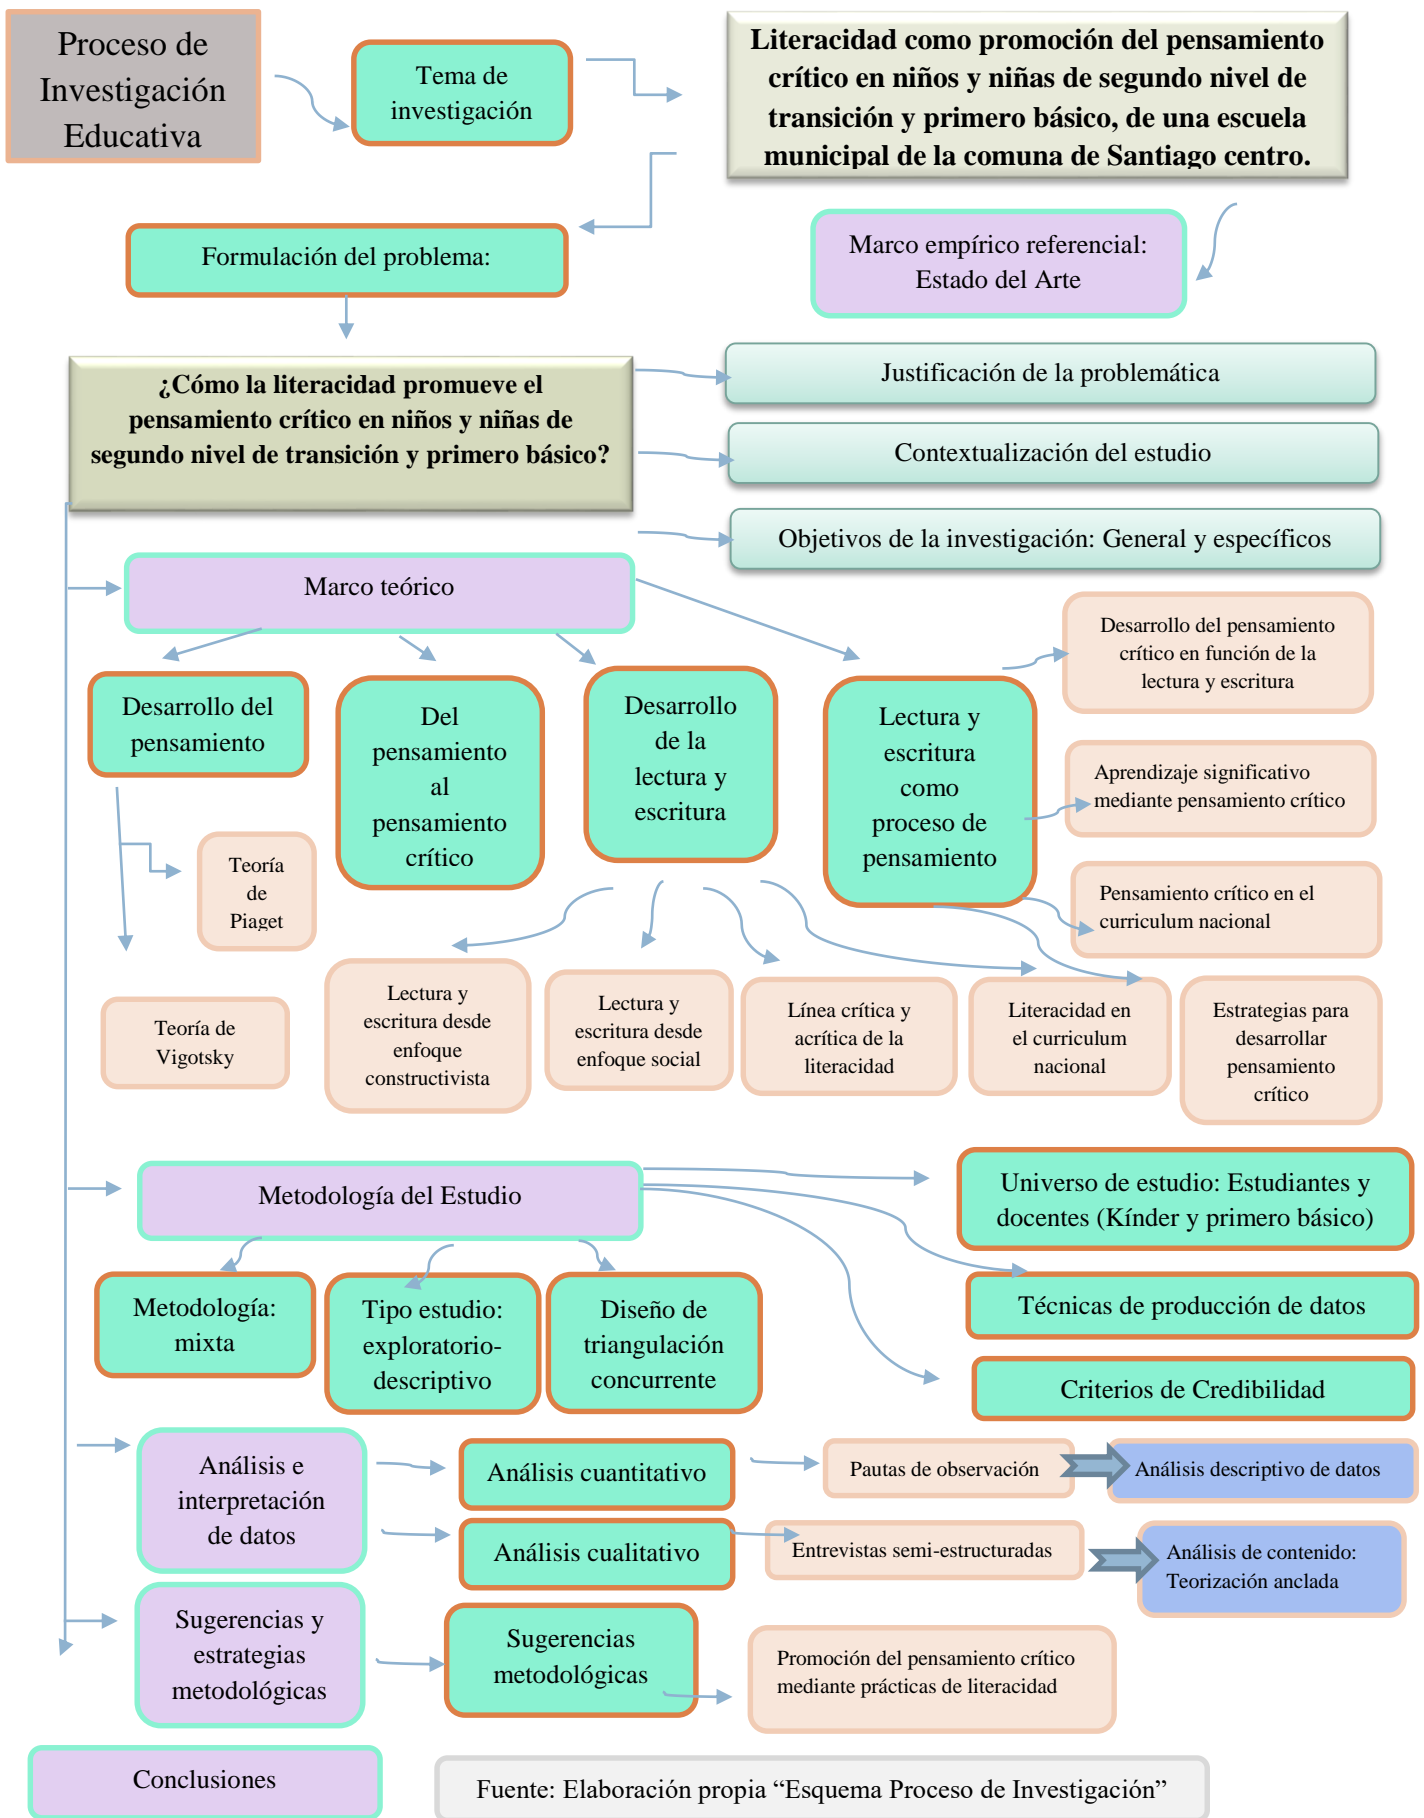 Proceso de
Investigación
Educativa
Tema de
investigación
Literacidad como promoción del pensamiento
crítico en niños y niñas de segundo nivel de
transición y primero básico, de una escuela
municipal de la comuna de Santiago centro.
Marco empírico referencial:
Estado del Arte
Formulación del problema:
¿Cómo la literacidad promueve el
pensamiento crítico en niños y niñas de
segundo nivel de transición y primero básico?
Justificación de la problemática
Contextualización del estudio
Objetivos de la investigación: General y específicos
Marco teórico
Desarrollo del
pensamiento
Del
pensamiento
al
pensamiento
crítico
Desarrollo
de la
lectura y
escritura
Lectura y
escritura
como
proceso de
pensamiento
Desarrollo del pensamiento
crítico en función de la
lectura y escritura
Aprendizaje significativo
mediante pensamiento crítico
Pensamiento crítico en el
curriculum nacional
Teoría
de
Piaget
Teoría de
Vigotsky
Lectura y
escritura desde
enfoque
constructivista
Lectura y
escritura desde
enfoque social
Línea crítica y
acrítica de la
literacidad
Literacidad en
el curriculum
nacional
Estrategias para
desarrollar
pensamiento
crítico
Metodología del Estudio
Universo de estudio: Estudiantes y
docentes (Kínder y primero básico)
Técnicas de producción de datos
Criterios de Credibilidad
Metodología:
mixta
Tipo estudio:
exploratorio-
descriptivo
Diseño de
triangulación
concurrente
Análisis e
interpretación
de datos
Análisis cuantitativo
Pautas de observación
Análisis descriptivo de datos
Análisis cualitativo
Entrevistas semi-estructuradas
Análisis de contenido:
Teorización anclada
Sugerencias y
estrategias
metodológicas
Sugerencias
metodológicas
Promoción del pensamiento crítico
mediante prácticas de literacidad
Conclusiones
Fuente: Elaboración propia “Esquema Proceso de Investigación”